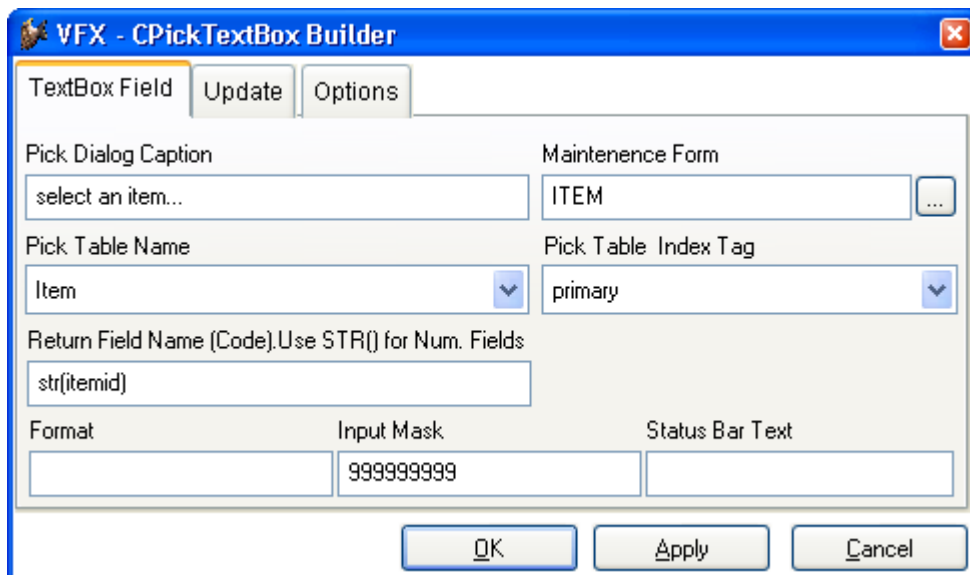 VFX - CPickTextBox Builder
TextBox Field Update Options
Pick Dialog Caption Maintenence Form
select an item... ITEM ...
Pick Table Name Pick Table Index Tag
Item primary
Return Field Name (Code).Use STR() for Num. Fields
str(itemid)
Format Input Mask Status Bar Text
999999999
OK Apply Cancel